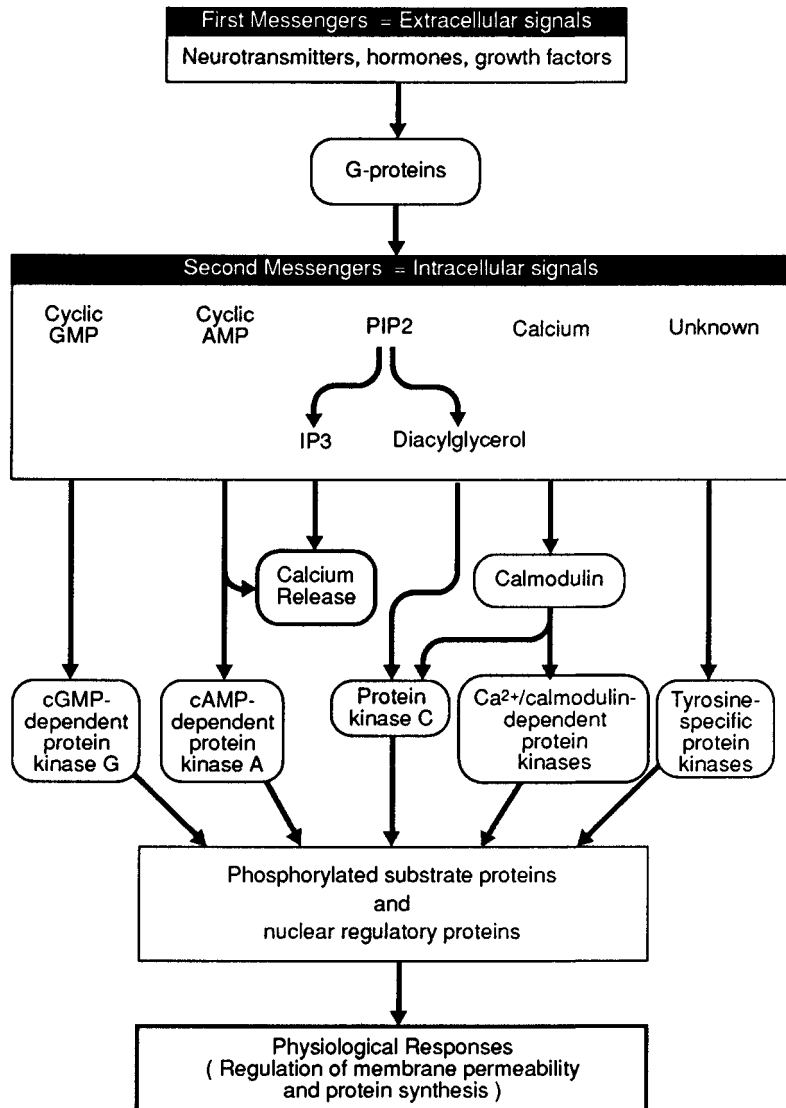 First Messengers = Extracellular signals
Neurotransmitters, hormones, growth factors
G-proteins
Second Messengers = Intracellular signals
Cyclic
GMP
Cyclic
AMP
PIP2
Calcium
Unknown
IP3
Diacylglycerol
Calcium
Release
Calmodulin
cGMP-
dependent
protein
kinase G
cAMP-
dependent
protein
kinase A
Protein
kinase C
Ca²⁺/calmodulin-
dependent
protein
kinases
Tyrosine-
specific
protein
kinases
Phosphorylated substrate proteins
and
nuclear regulatory proteins
Physiological Responses
( Regulation of membrane permeability
and protein synthesis )